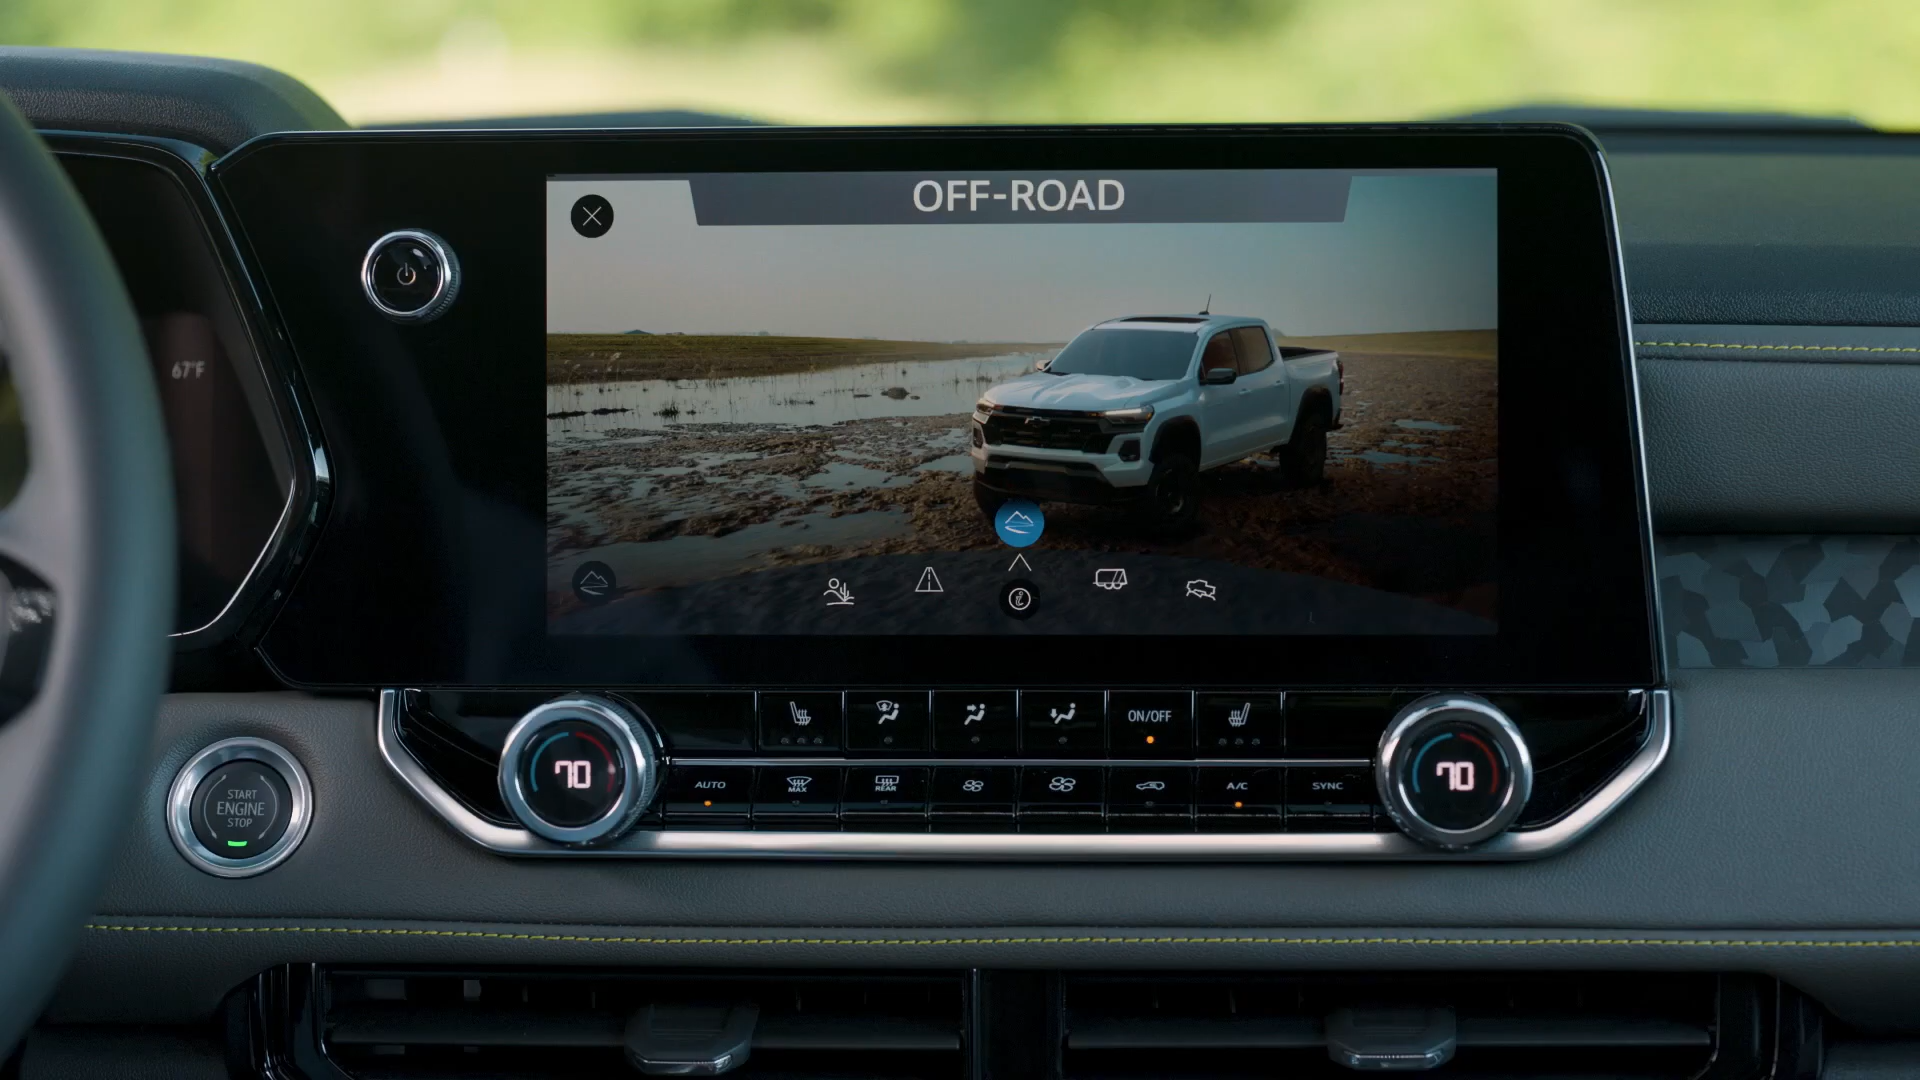 OFF-ROAD
67°F
ON/OFF
70
70
AUTO
MAX
REAR
A/C
SYNC
START
ENGINE
STOP